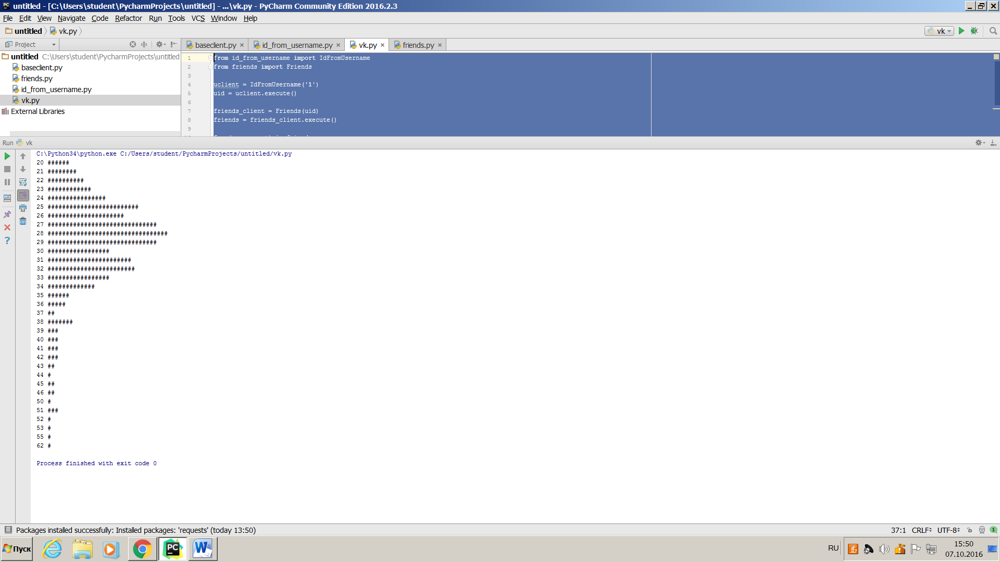 untitled - [C:\Users\student\PycharmProjects\untitled] - ...\vk.py - PyCharm Community Edition 2016.2.3
File Edit View Navigate Code Refactor Run Tools VCS Window Help
untitled vk.py
vk
Project
baseclient.py id_from_username.py vk.py friends.py
untitled C:\Users\student\PycharmProjects\untitled
baseclient.py
friends.py
id_from_username.py
vk.py
External Libraries
1 from id_from_username import IdFromUsername
2 from friends import Friends
3
4 uclient = IdFromUsername('1')
5 uid = uclient.execute()
6
7 friends_client = Friends(uid)
8 friends = friends_client.execute()
9
Run vk
C:\Python34\python.exe C:/Users/student/PycharmProjects/untitled/vk.py
20 ######
21 ########
22 ##########
23 ############
24 ################
25 #########################
26 #####################
27 ##############################
28 #################################
29 ##############################
30 #################
31 #######################
32 ########################
33 #################
34 #############
35 ######
36 #####
37 ##
38 #######
39 ###
40 ###
41 ###
42 ###
43 ##
44 #
45 ##
46 ##
50 #
51 ###
52 #
53 #
55 #
62 #
Process finished with exit code 0
Packages installed successfully: Installed packages: 'requests' (today 13:50)
37:1 CRLF UTF-8 1
Пуск
RU
15:50
07.10.2016